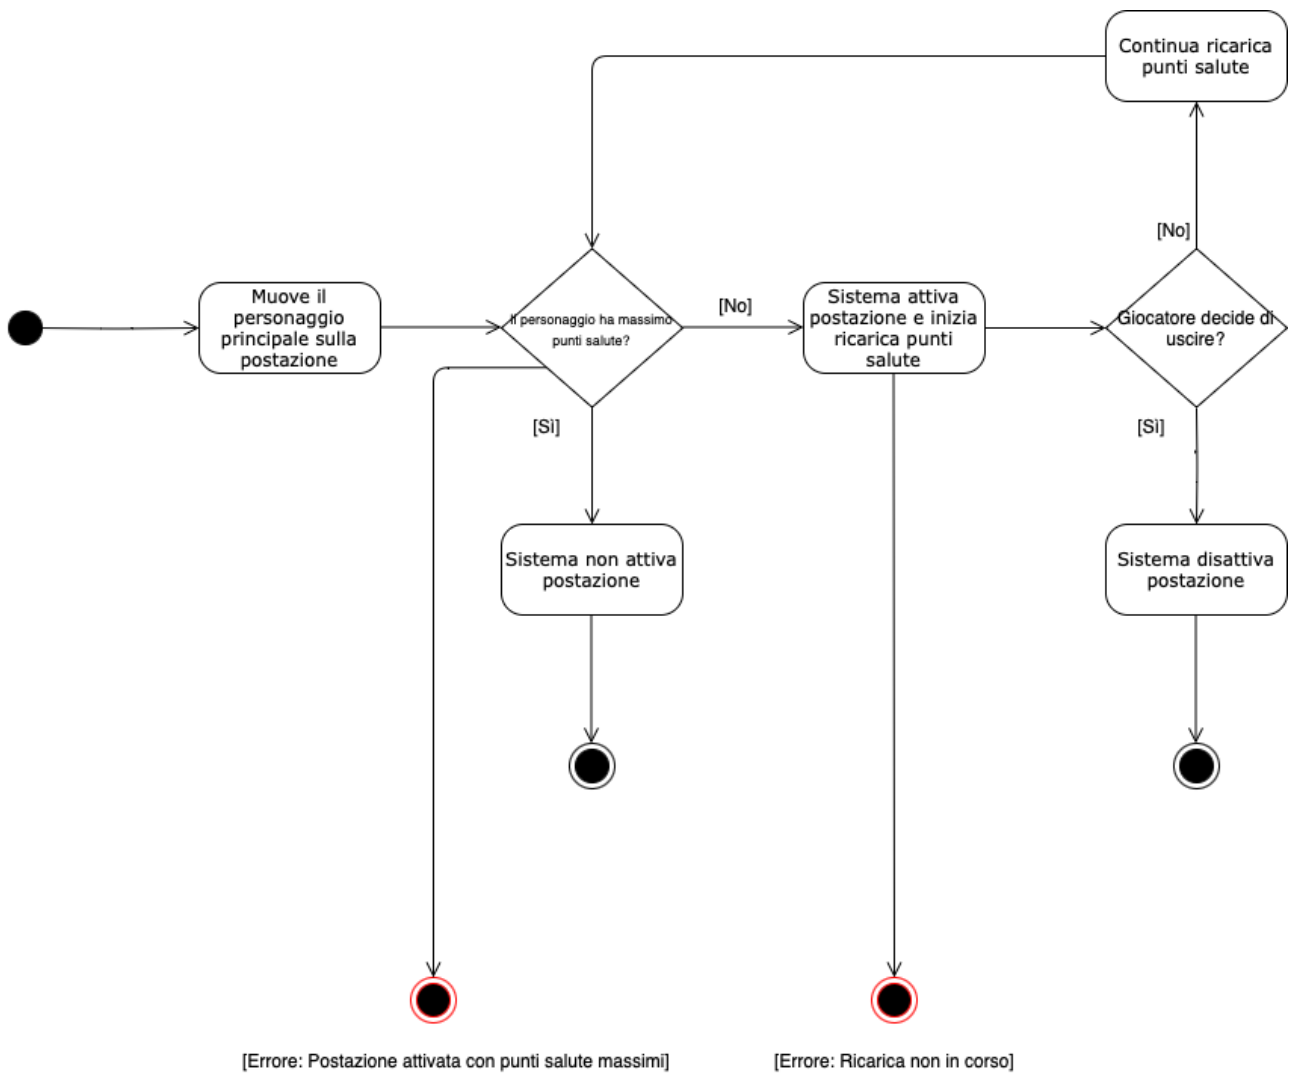 Continua ricarica
punti salute
[No]
Muove il
personaggio
principale sulla
postazione
Il personaggio ha massimo
punti salute?
[No]
Sistema attiva
postazione e inizia
ricarica punti
salute
Giocatore decide di
uscire?
[Sì]
[Sì]
Sistema non attiva
postazione
Sistema disattiva
postazione
[Errore: Postazione attivata con punti salute massimi]
[Errore: Ricarica non in corso]